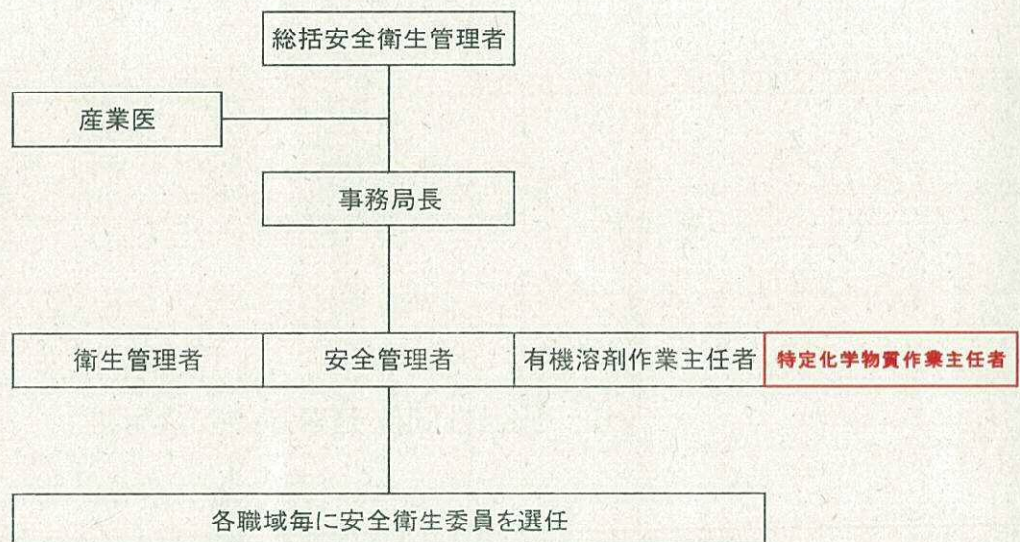 総括安全衛生管理者
産業医
事務局長
衛生管理者
安全管理者
有機溶剤作業主任者
特定化学物質作業主任者
各職域毎に安全衛生委員を選任